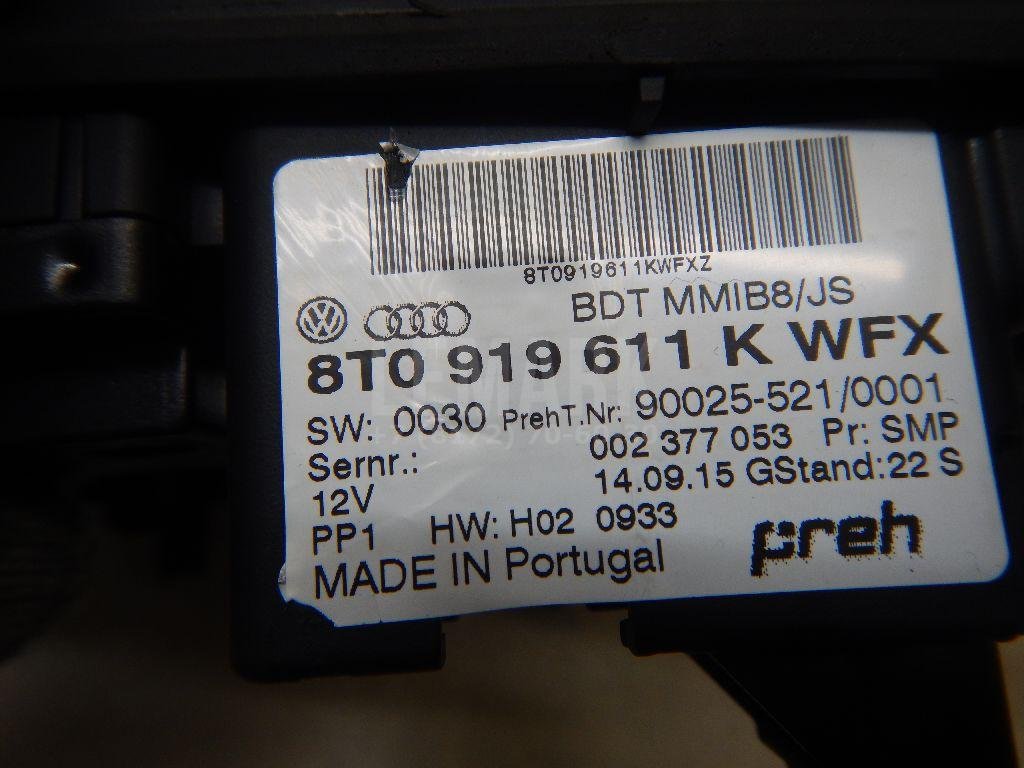 8T0919611KWFXZ
BDT MMIB8/JS
8T0 919 611 K WFX
SW: 0030 PrehT.Nr: 90025-521/0001
Sernr.: 002 377 053 Pr: SMP
12V 14.09.15 GStand:22 S
PP1 HW: H02 0933
MADE IN Portugal
preh